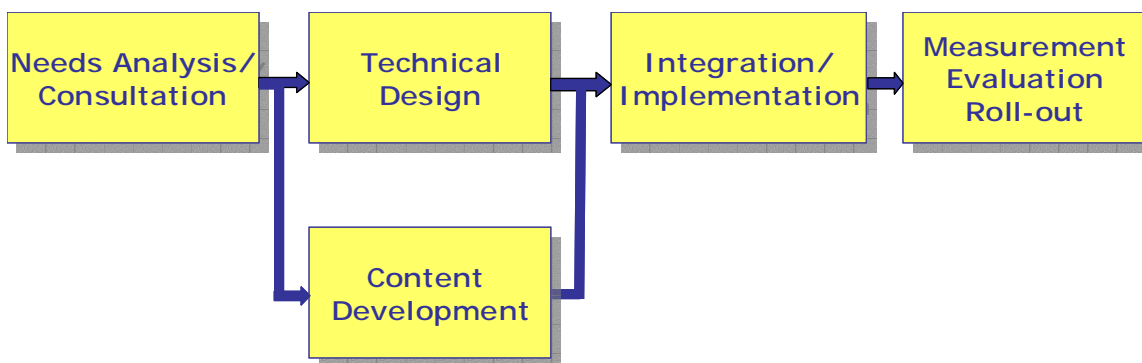 Needs Analysis/
Consultation
Technical
Design
Integration/
Implementation
Measurement
Evaluation
Roll-out
Content
Development